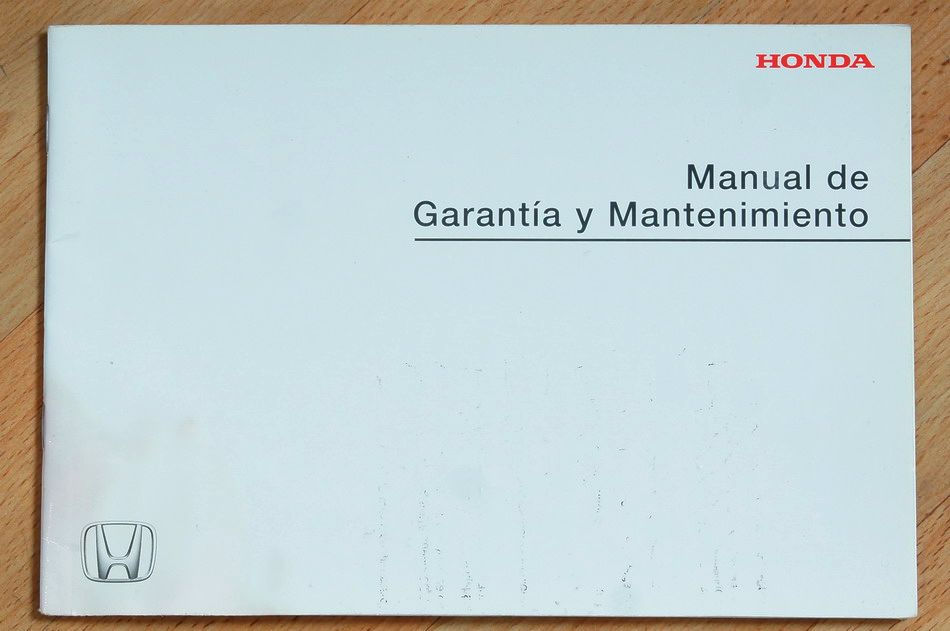 HONDA
Manual de
Garantía y Mantenimiento